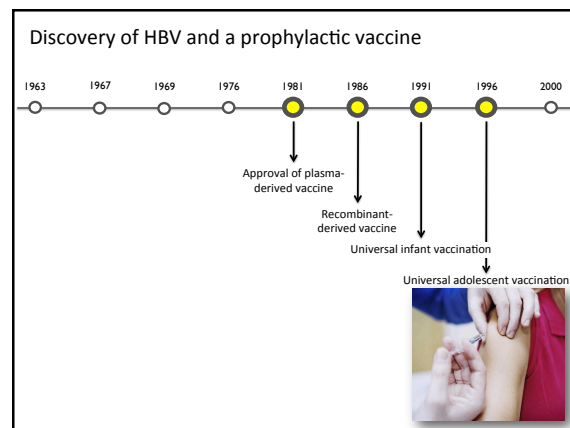 Discovery of HBV and a prophylactic vaccine
1963 1967 1969 1976 1981 1986 1991 1996 2000
Approval of plasma-
derived vaccine
Recombinant-
derived vaccine
Universal infant vaccination
Universal adolescent vaccination